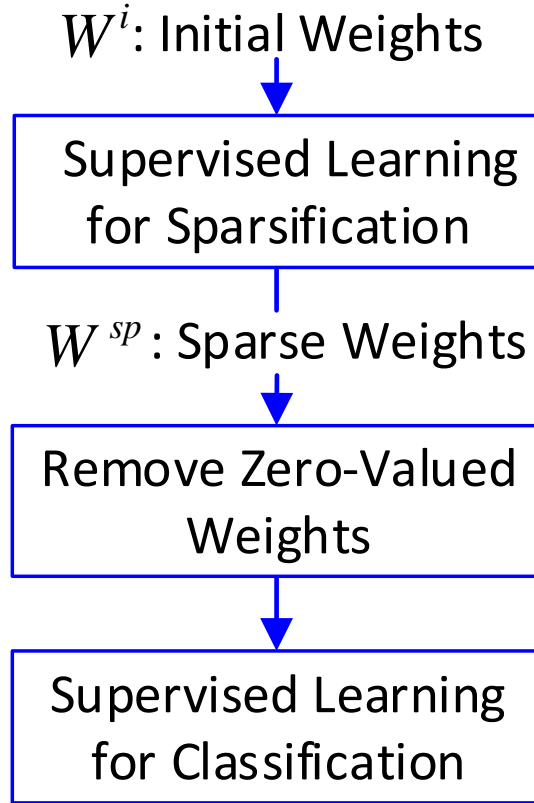 W^i: Initial Weights
Supervised Learning
for Sparsification
W^sp: Sparse Weights
Remove Zero-Valued
Weights
Supervised Learning
for Classification